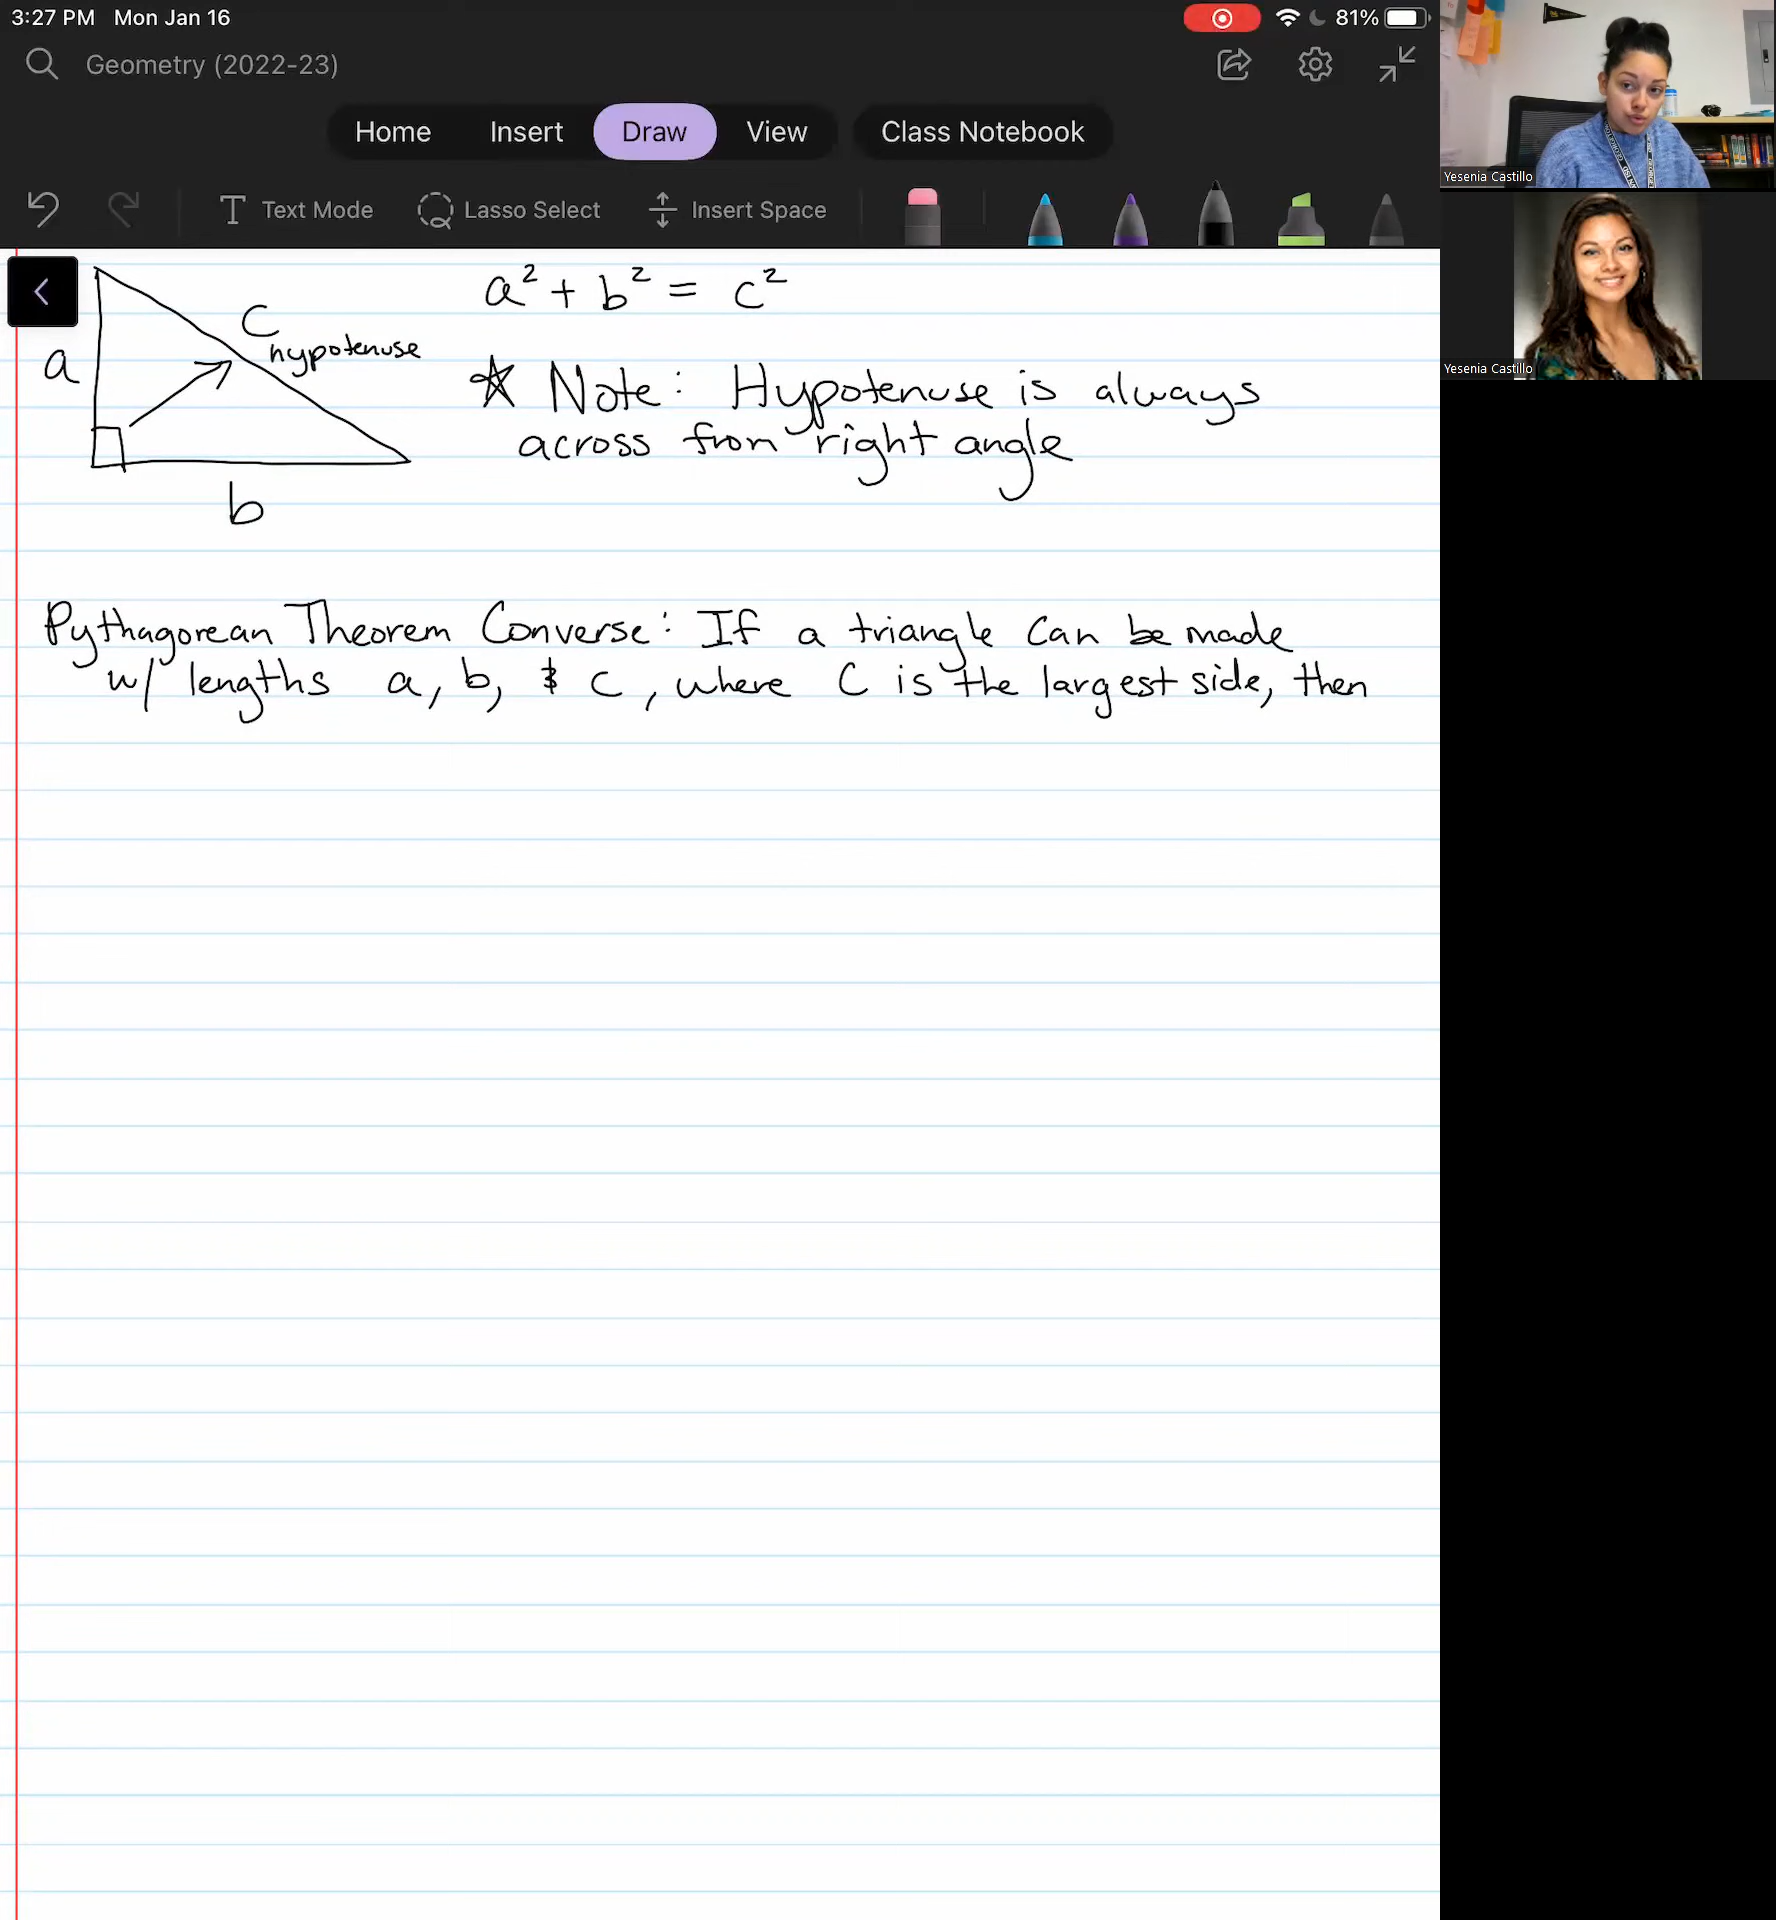 3:27 PM Mon Jan 16
81%
Geometry (2022-23)
Home Insert Draw View Class Notebook
Text Mode Lasso Select Insert Space
Yesenia Castillo
Yesenia Castillo
a² + b² = c²
c
hypotenuse
a
☆ Note: Hypotenuse is always
across from right angle
b
Pythagorean Theorem Converse: If a triangle can be made
w/ lengths a, b, & c, where c is the largest side, then